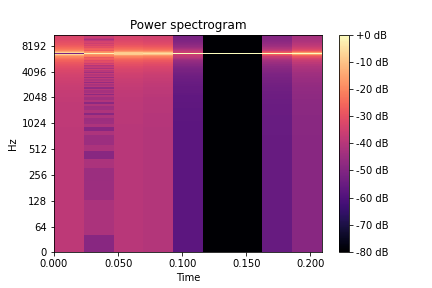 Power spectrogram
8192
4096
2048
1024
512
256
128
64
0
Hz
0.000 0.050 0.100 0.150 0.200
Time
+0 dB
-10 dB
-20 dB
-30 dB
-40 dB
-50 dB
-60 dB
-70 dB
-80 dB